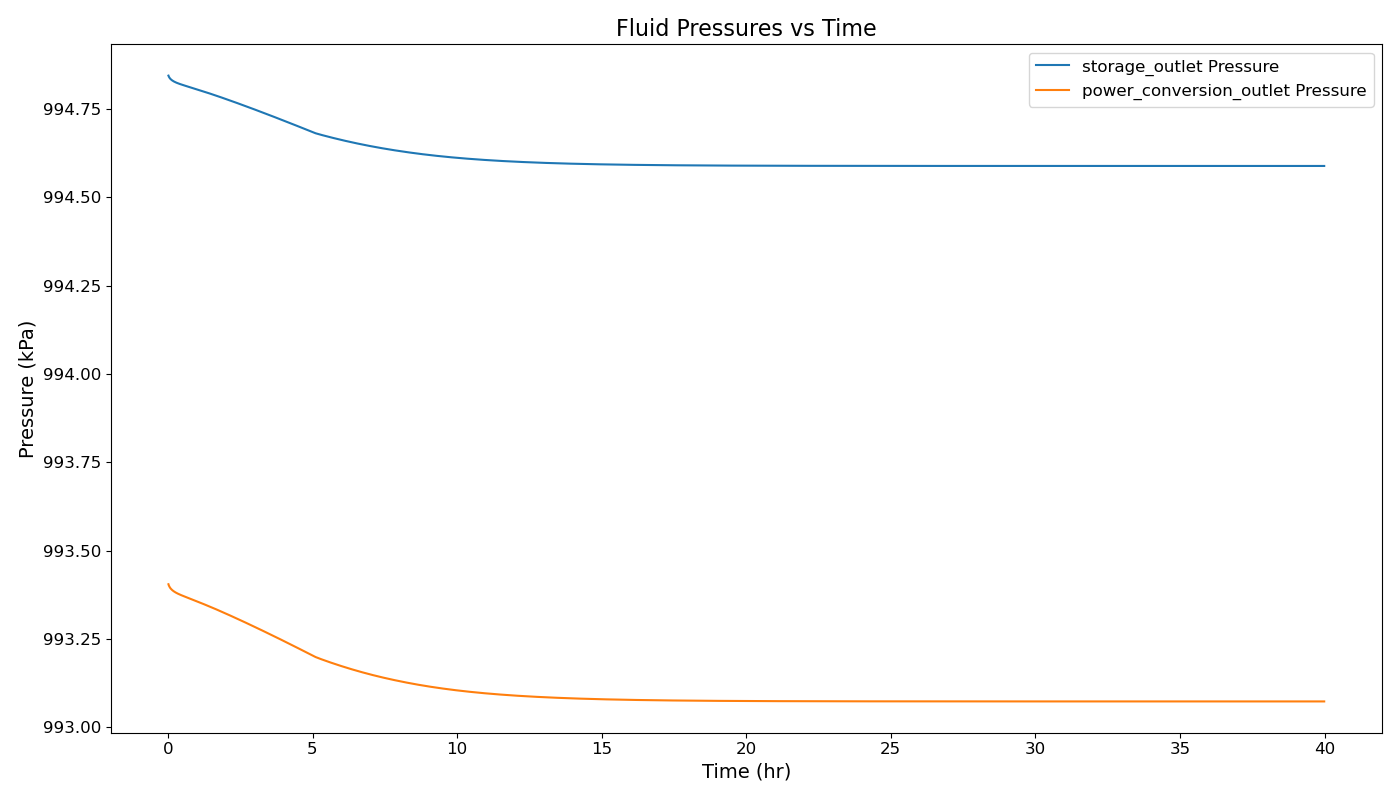 Fluid Pressures vs Time
storage_outlet Pressure
power_conversion_outlet Pressure
Pressure (kPa)
994.75
994.50
994.25
994.00
993.75
993.50
993.25
993.00
0 5 10 15 20 25 30 35 40
Time (hr)